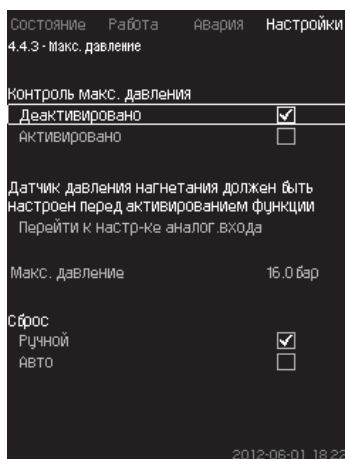 Состояние Работа Авария Настройки
4.4.3 - Макс. давление
Контроль макс. давления
Деактивировано
Активировано
Датчик давления нагнетания должен быть
настроен перед активированием функции
Перейти к настр-ке аналог.входа
Макс. давление 16.0 бар
Сброс
Ручной
Авто
2012-06-01 18:22